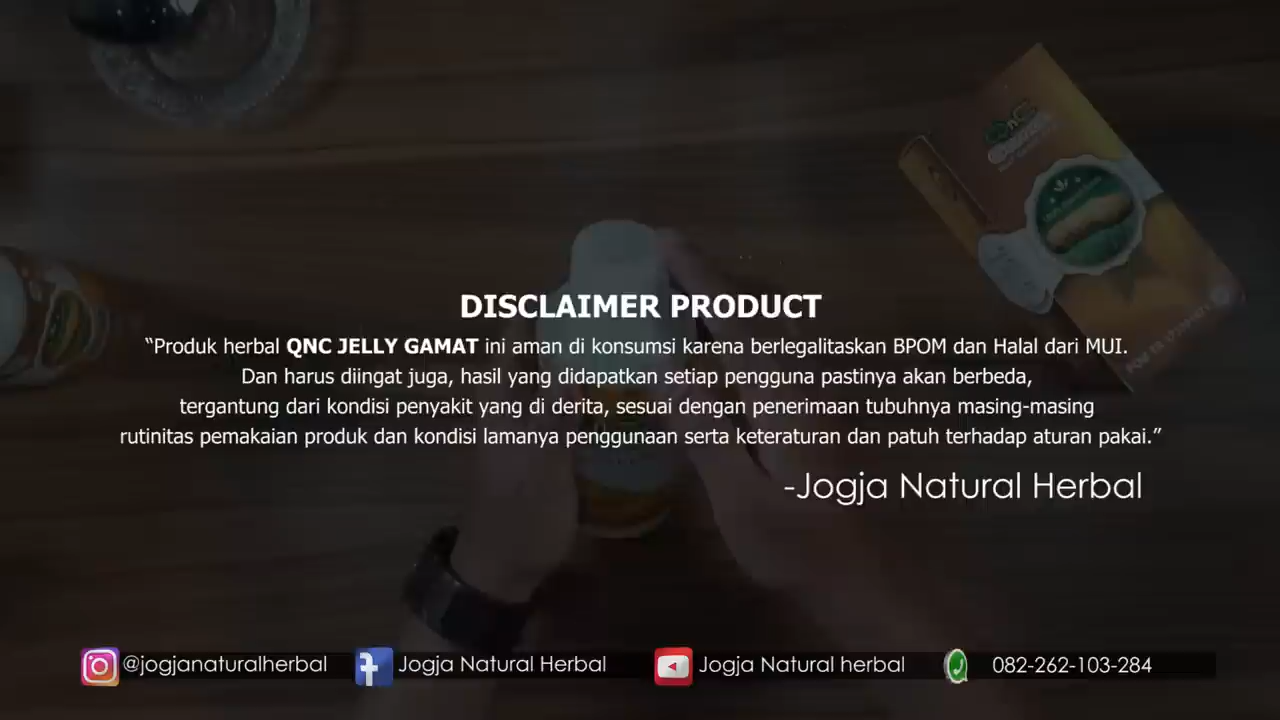 DISCLAIMER PRODUCT
“Produk herbal QNC JELLY GAMAT ini aman di konsumsi karena berlegalitaskan BPOM dan Halal dari MUI.
Dan harus diingat juga, hasil yang didapatkan setiap pengguna pastinya akan berbeda,
tergantung dari kondisi penyakit yang di derita, sesuai dengan penerimaan tubuhnya masing-masing
rutinitas pemakaian produk dan kondisi lamanya penggunaan serta keteraturan dan patuh terhadap aturan pakai.”
-Jogja Natural Herbal
@jogjanaturalherbal
Jogja Natural Herbal
Jogja Natural herbal
082-262-103-284